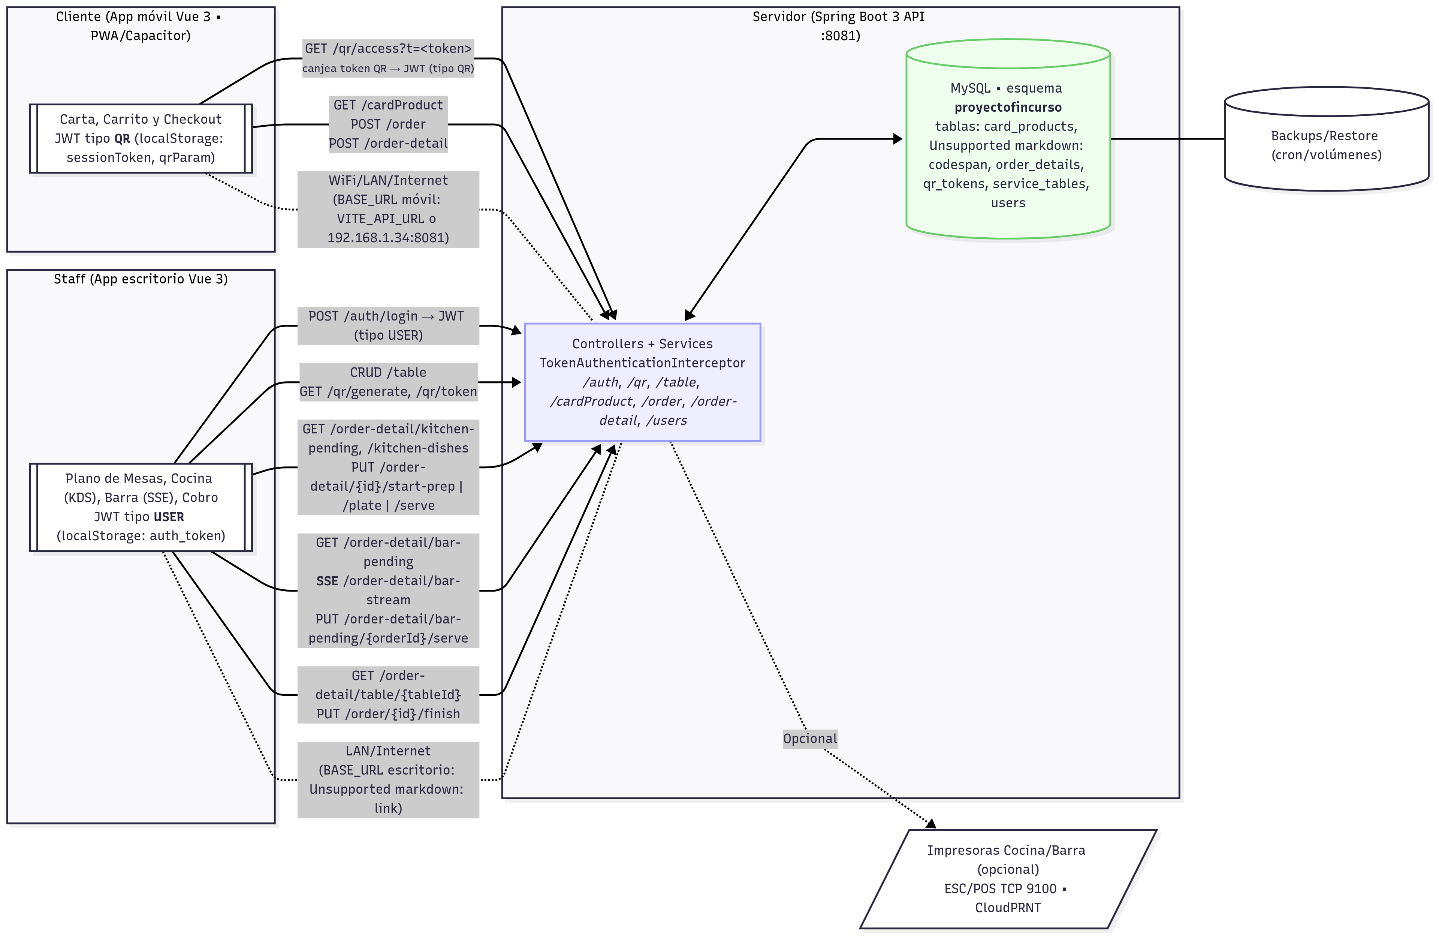 Cliente (App móvil Vue 3 •
PWA/Capacitor)
Carta, Carrito y Checkout
JWT tipo QR (localStorage:
sessionToken, qrParam)
GET /qr/access?t=<token>
canjea token QR → JWT (tipo QR)
GET /cardProduct
POST /order
POST /order-detail
WiFi/LAN/Internet
(BASE_URL móvil:
VITE_API_URL o
192.168.1.34:8081)
Staff (App escritorio Vue 3)
Plano de Mesas, Cocina
(KDS), Barra (SSE), Cobro
JWT tipo USER
(localStorage: auth_token)
POST /auth/login → JWT
(tipo USER)
CRUD /table
GET /qr/generate, /qr/token
GET /order-detail/kitchen-
pending, /kitchen-dishes
PUT /order-
detail/{id}/start-prep |
/plate | /serve
GET /order-detail/bar-
pending
SSE /order-detail/bar-
stream
PUT /order-detail/bar-
pending/{orderId}/serve
GET /order-
detail/table/{tableId}
PUT /order/{id}/finish
LAN/Internet
(BASE_URL escritorio:
Unsupported markdown:
link)
Servidor (Spring Boot 3 API
:8081)
Controllers + Services
TokenAuthenticationInterceptor
/auth, /qr, /table,
/cardProduct, /order, /order-
detail, /users
MySQL • esquema
proyectofincurso
tablas: card_products,
Unsupported markdown:
codespan, order_details,
qr_tokens, service_tables,
users
Backups/Restore
(cron/volúmenes)
Opcional
Impresoras Cocina/Barra
(opcional)
ESC/POS TCP 9100 •
CloudPRNT